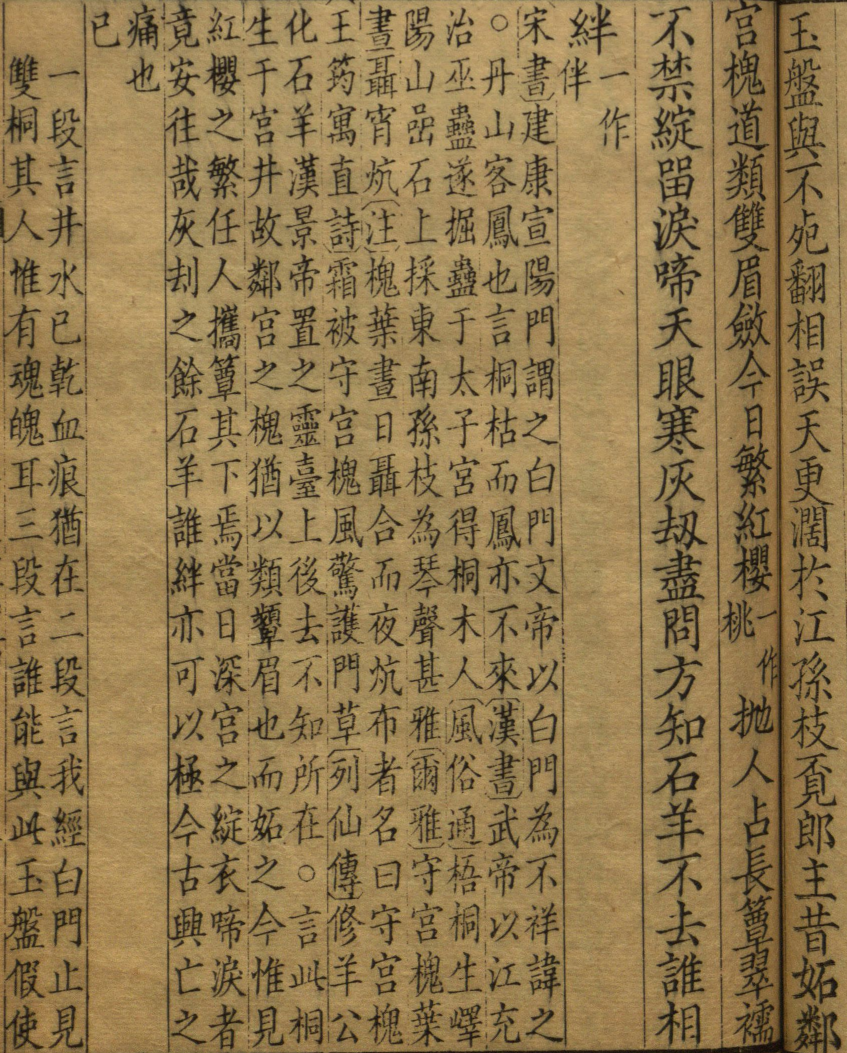 玉盤與不死翻相誤天更濶於江孫枝覔郎主昔妬鄰
宮槐道類雙眉斂今日繁紅櫻一作桃抛人占長簟翠襦
不禁綻留淚啼天眼寒灰刼盡問方知石羊不去誰相
絆一作伴
宋書建康宣陽門謂之白門文帝以白門為不祥諱之
○丹山客鳳也言桐枯而鳳亦不來漢書武帝以江充
治巫蠱遂掘蠱于太子宮得桐木人風俗通梧桐生嶧
陽山嵒石上採東南孫枝為琴聲甚雅爾雅守宮槐葉
晝聶宵炕注槐葉晝日聶合而夜炕布者名曰守宮槐
王筠寓直詩霜被守宮槐風驚護門草列仙傳修羊公
化石羊漢景帝置之靈臺上後去不知所在○言此桐
生于宮井故鄰宮之槐猶以類顰眉也而妬之今惟見
紅櫻之繁任人攜簟其下焉當日深宮之綻衣啼淚者
竟安往哉灰刦之餘石羊誰絆亦可以極今古興亡之
痛也
已
一段言井水已乾血痕猶在二段言我經白門止見
雙桐其人惟有魂魄耳三段言誰能與此玉盤假使